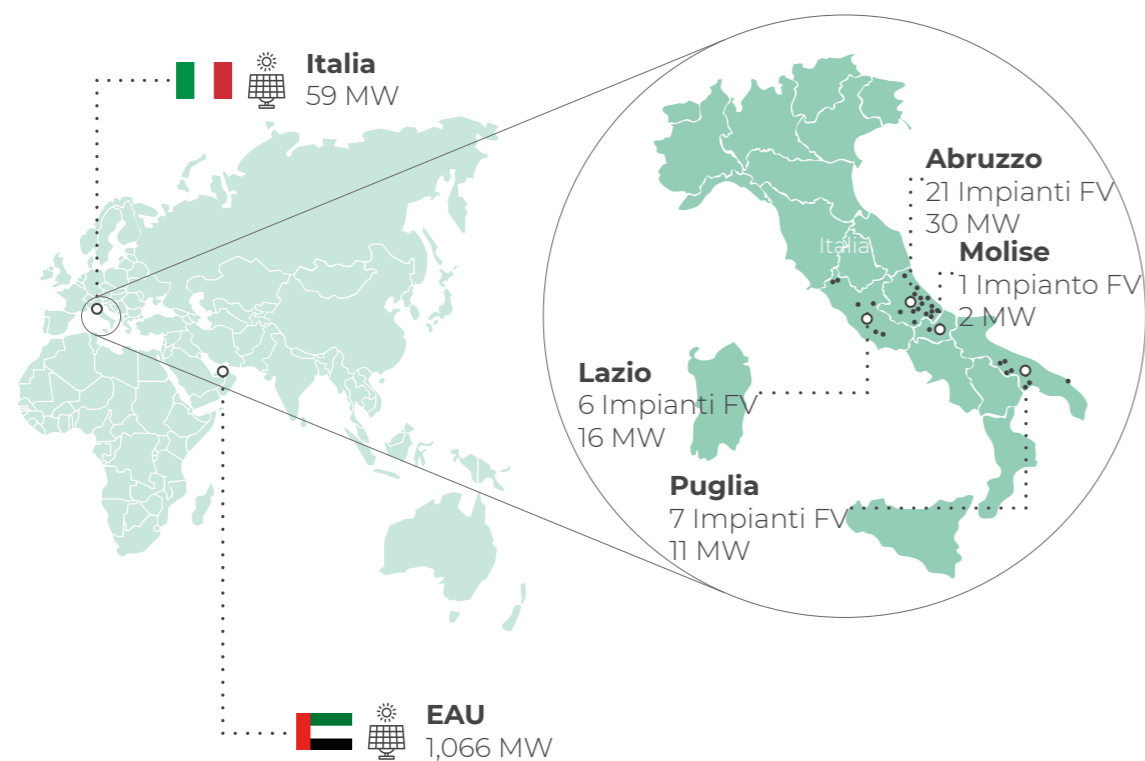 Italia
59 MW
Abruzzo
21 Impianti FV
30 MW
Molise
1 Impianto FV
2 MW
Italia
Lazio
6 Impianti FV
16 MW
Puglia
7 Impianti FV
11 MW
EAU
1,066 MW